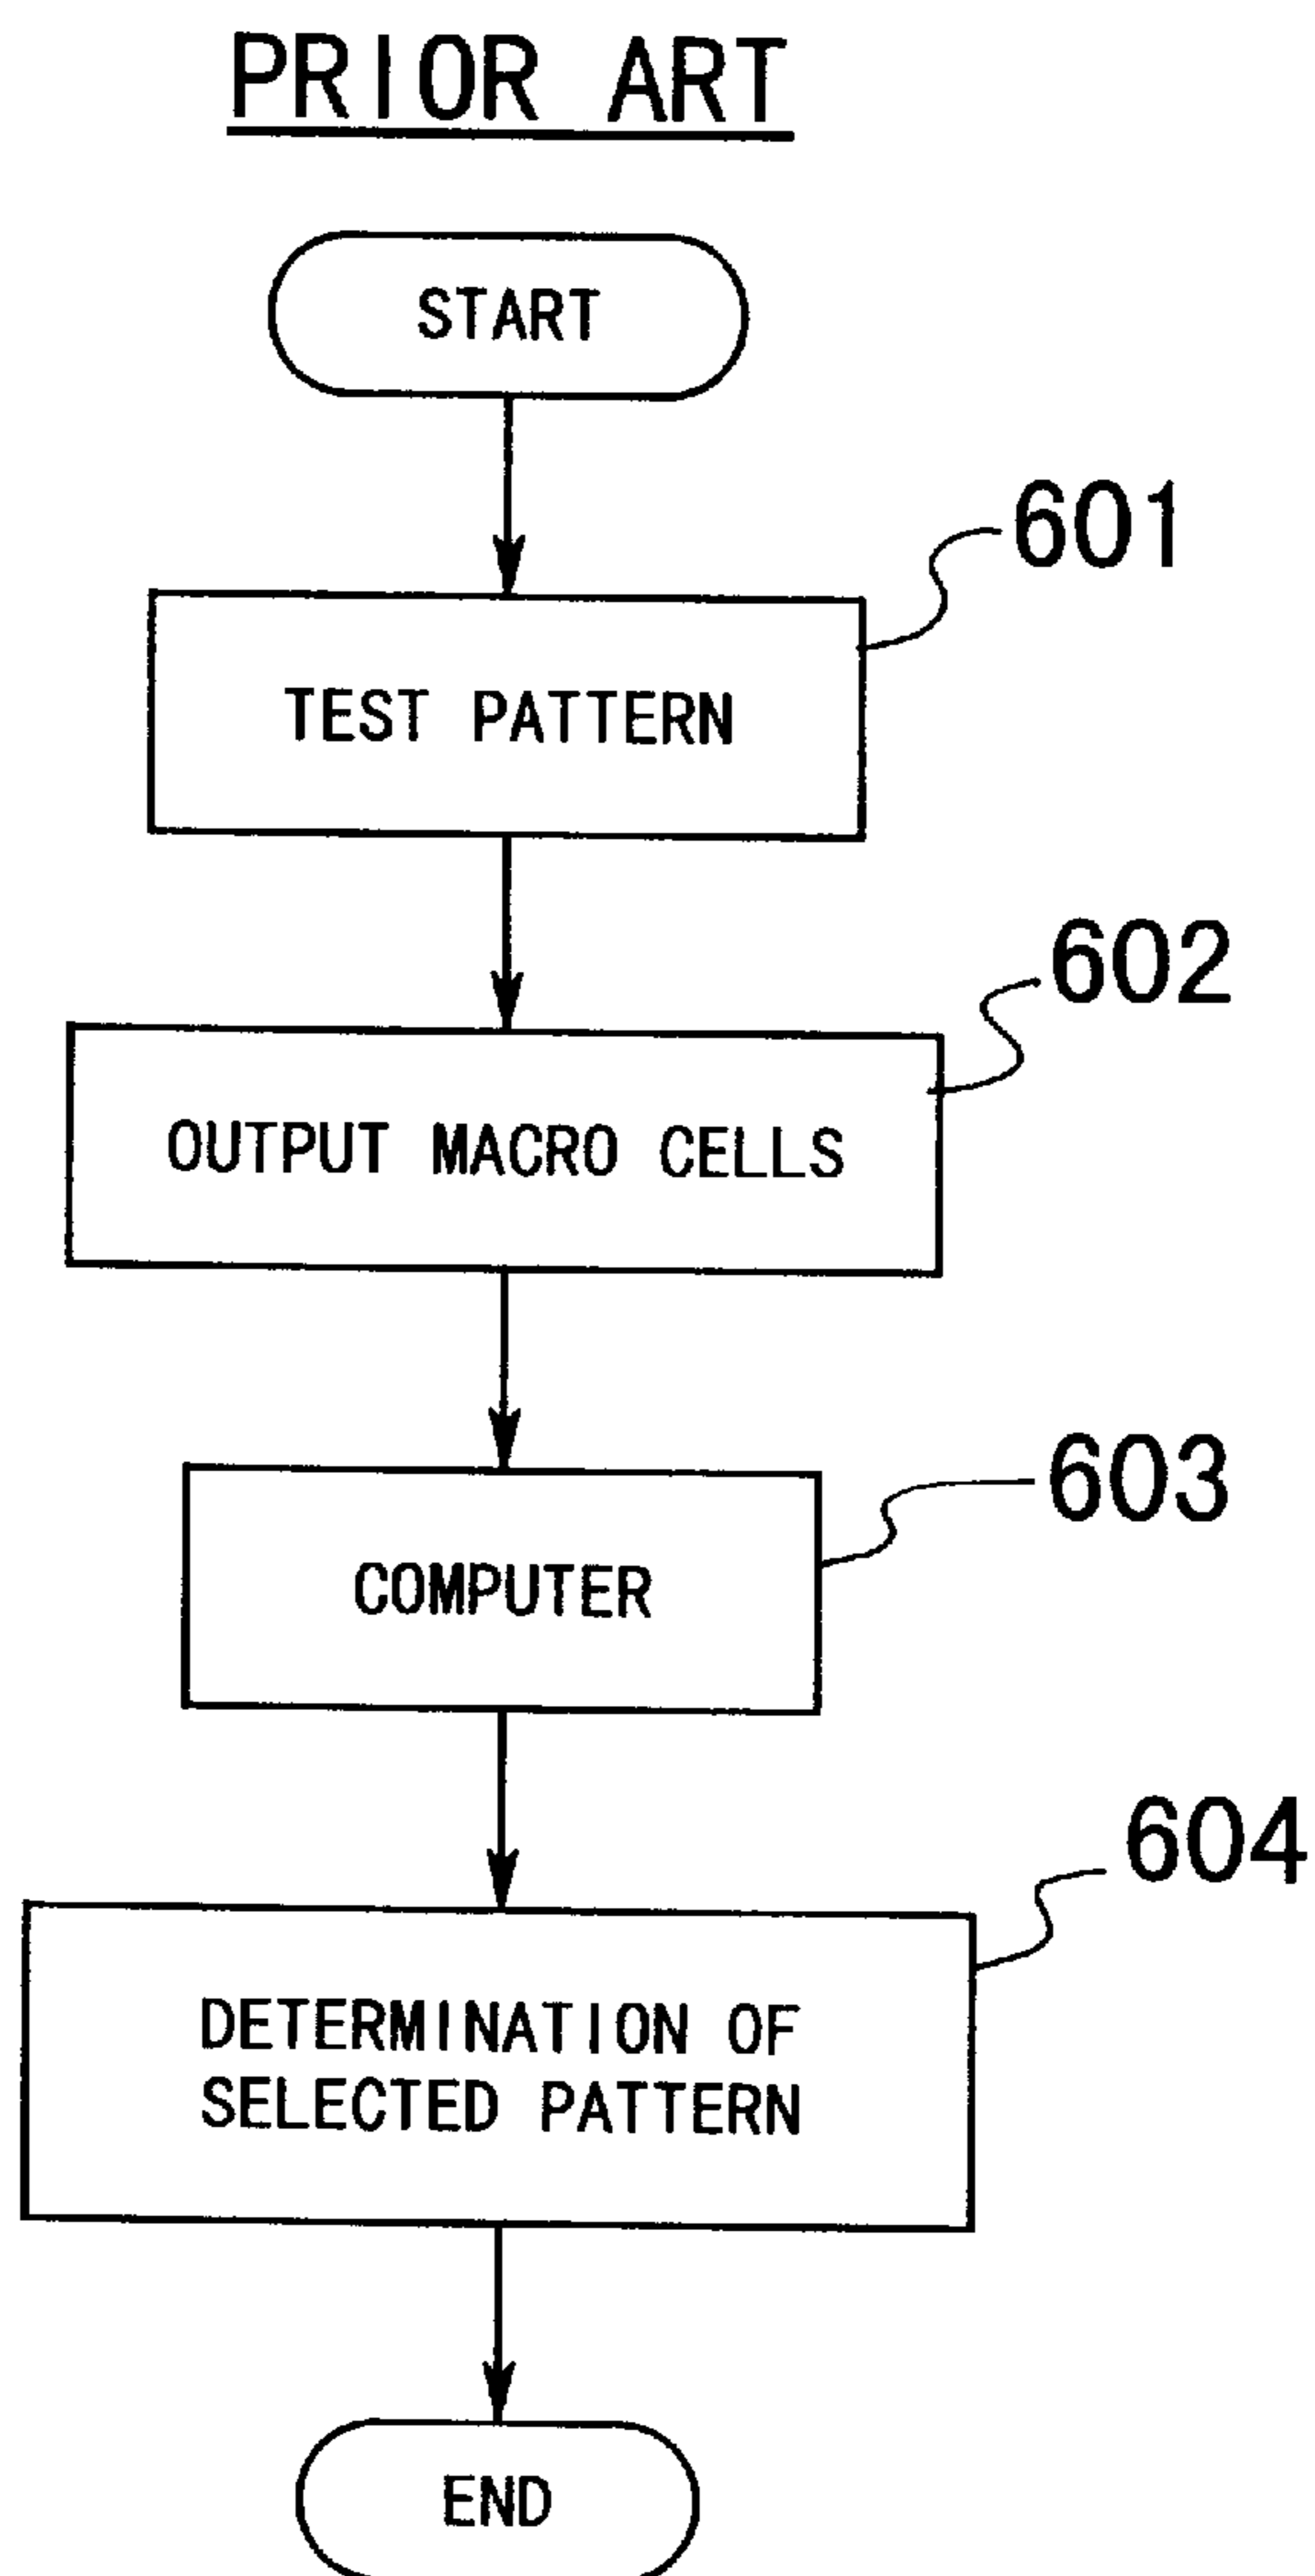 PRIOR ART
START
601
TEST PATTERN
602
OUTPUT MACRO CELLS
603
COMPUTER
604
DETERMINATION OF
SELECTED PATTERN
END